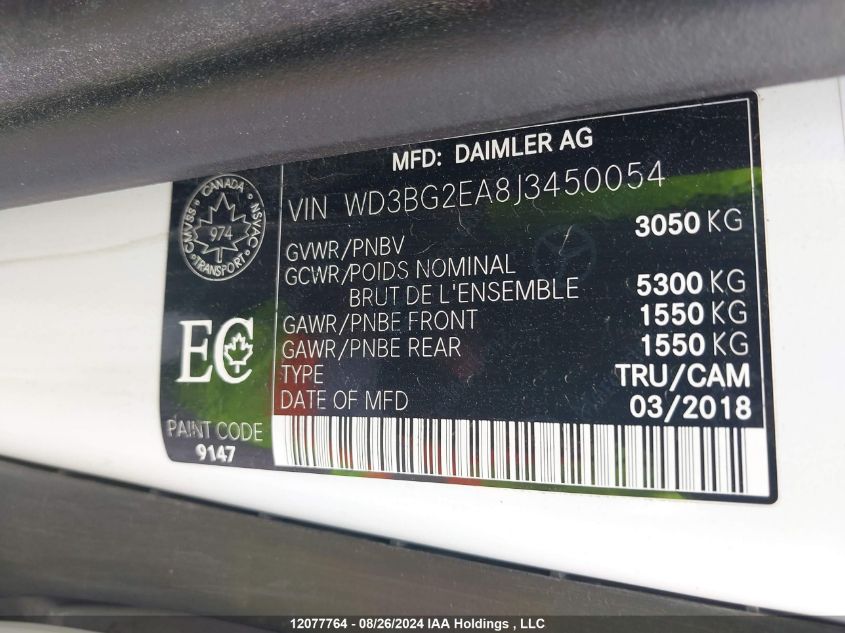 MFD: DAIMLER AG
VIN WD3BG2EA8J3450054
CANADA
CMVSS 974 NSVAC
TRANSPORT
GVWR/PNBV 3050 KG
GCWR/POIDS NOMINAL
BRUT DE L'ENSEMBLE 5300 KG
GAWR/PNBE FRONT 1550 KG
GAWR/PNBE REAR 1550 KG
TYPE TRU/CAM
DATE OF MFD 03/2018
EC
PAINT CODE
9147
12077764 - 08/26/2024 IAA Holdings , LLC